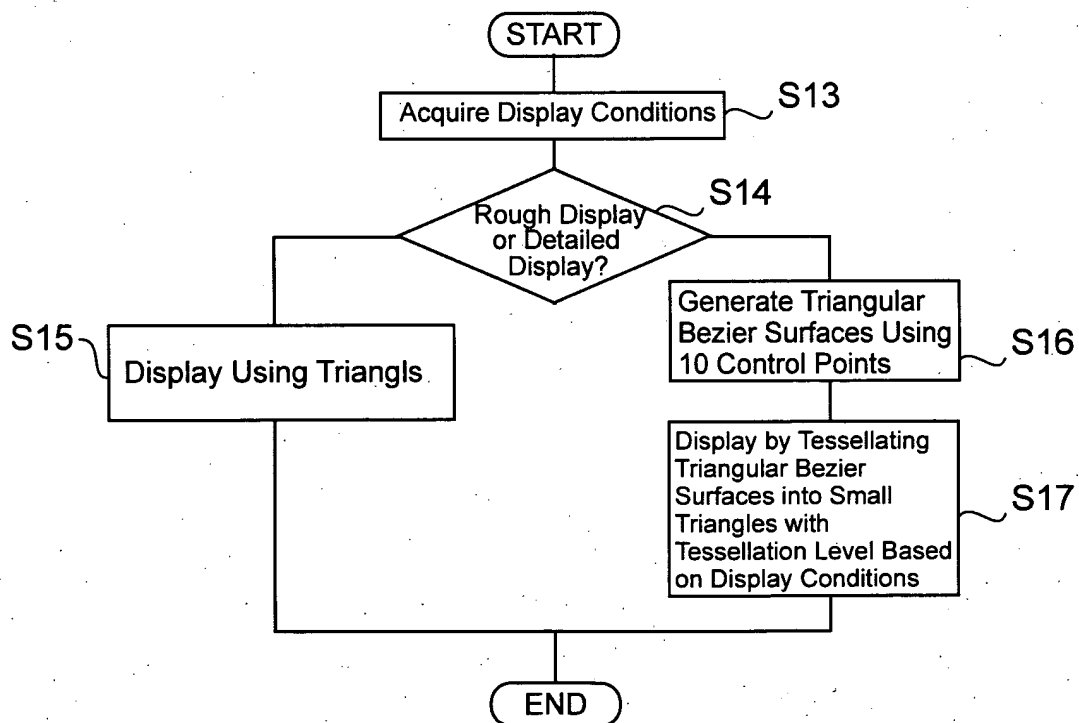 START
Acquire Display Conditions
S13
Rough Display
or Detailed
Display?
S14
S15
Display Using Triangls
Generate Triangular
Bezier Surfaces Using
10 Control Points
S16
Display by Tessellating
Triangular Bezier
Surfaces into Small
Triangles with
Tessellation Level Based
on Display Conditions
S17
END